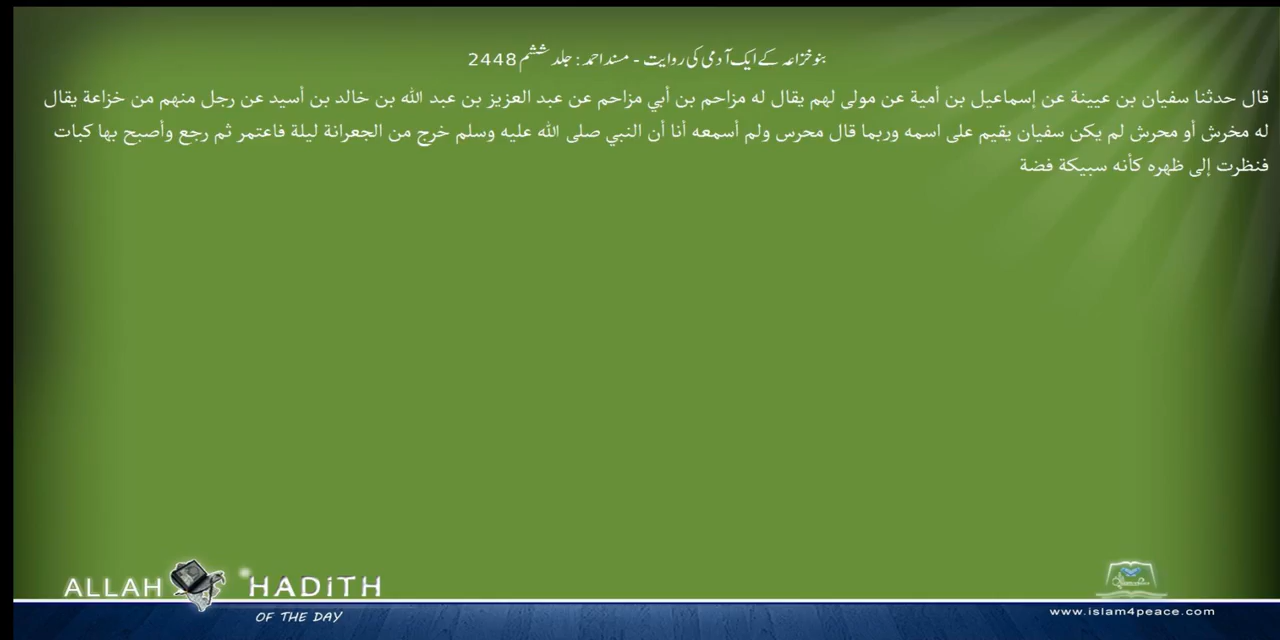 بنو خزاعہ کے ایک آدمی کی روایت - مسند احمد : جلد ششم 2448
قال حدثنا سفيان بن عيينة عن إسماعيل بن أمية عن مولى لهم يقال له مزاحم بن أبي مزاحم عن عبد العزيز بن عبد الله بن خالد بن أسيد عن رجل منهم من خزاعة يقال
له مخرش أو محرش لم يكن سفيان يقيم على اسمه وربما قال محرس ولم أسمعه أنا أن النبي صلى الله عليه وسلم خرج من الجعرانة ليلة فاعتمر ثم رجع وأصبح بها كبات
فنظرت إلى ظهره كأنه سبيكة فضة
ALLAH HADITH
OF THE DAY
www.islam4peace.com